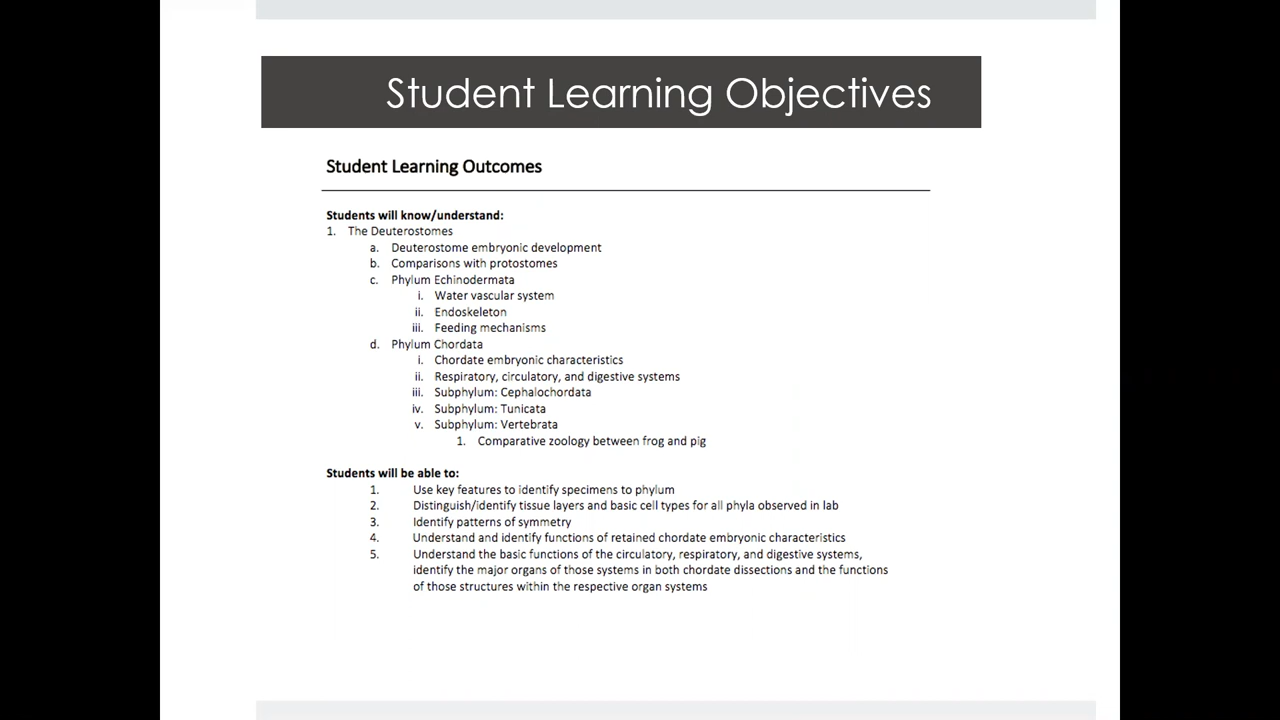 Student Learning Objectives
Student Learning Outcomes
Students will know/understand:
1. The Deuterostomes
a. Deuterostome embryonic development
b. Comparisons with protostomes
c. Phylum Echinodermata
i. Water vascular system
ii. Endoskeleton
iii. Feeding mechanisms
d. Phylum Chordata
i. Chordate embryonic characteristics
ii. Respiratory, circulatory, and digestive systems
iii. Subphylum: Cephalochordata
iv. Subphylum: Tunicata
v. Subphylum: Vertebrata
1. Comparative zoology between frog and pig
Students will be able to:
1. Use key features to identify specimens to phylum
2. Distinguish/identify tissue layers and basic cell types for all phyla observed in lab
3. Identify patterns of symmetry
4. Understand and identify functions of retained chordate embryonic characteristics
5. Understand the basic functions of the circulatory, respiratory, and digestive systems,
identify the major organs of those systems in both chordate dissections and the functions
of those structures within the respective organ systems